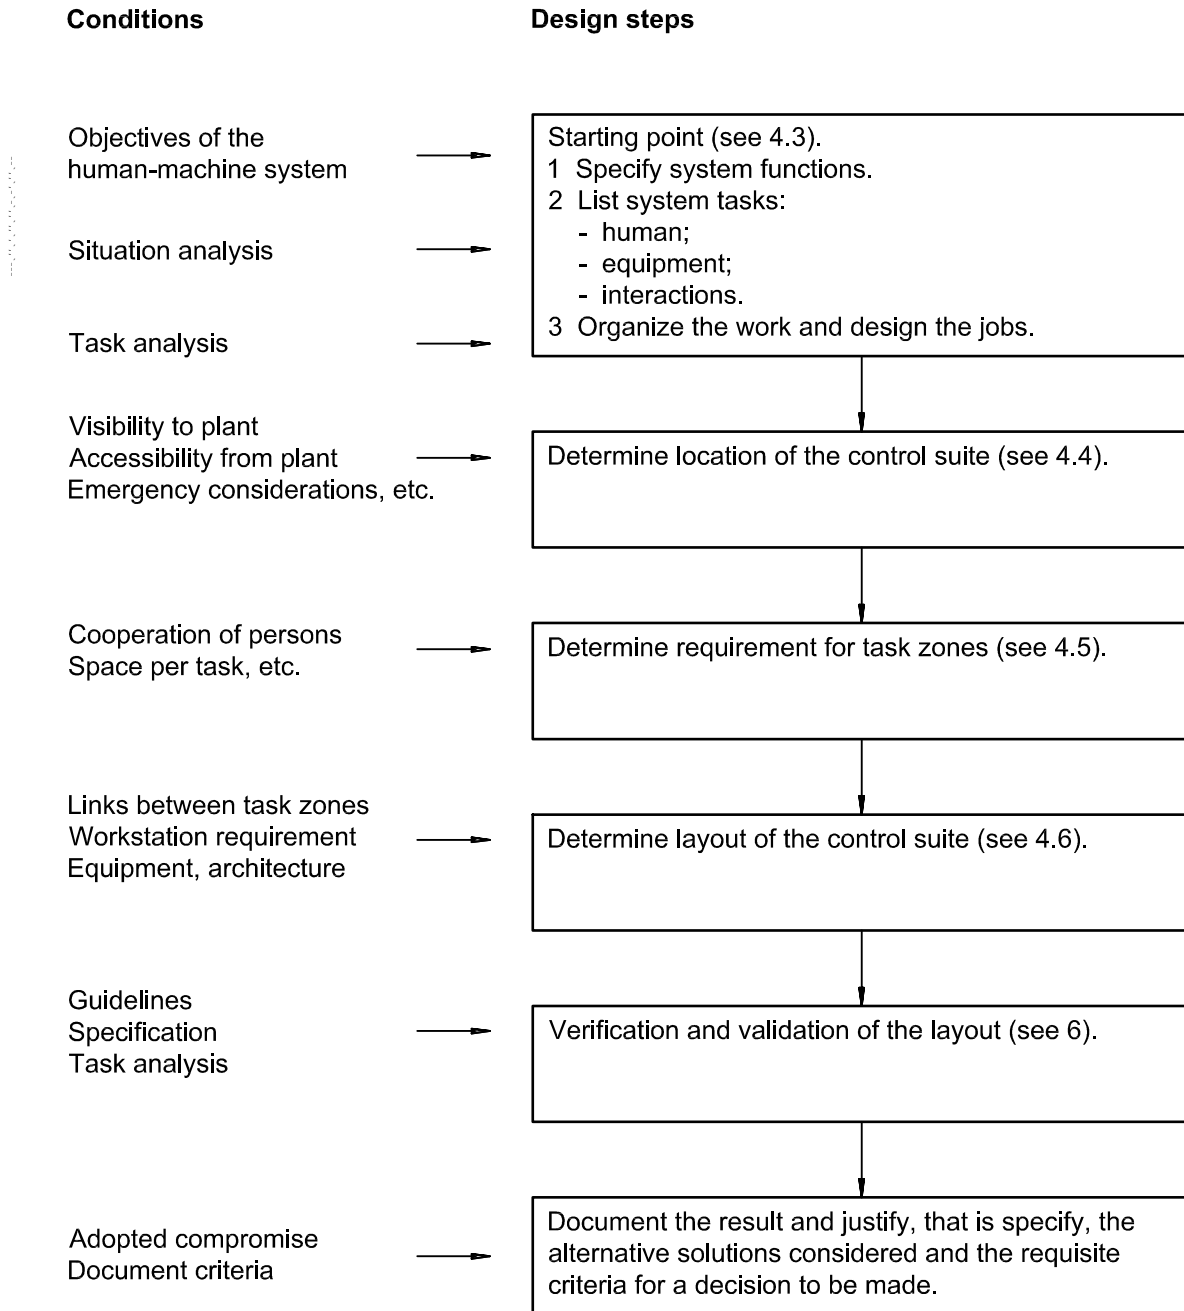 Conditions
Design steps
Objectives of the
human-machine system
Situation analysis
Task analysis
Starting point (see 4.3).
1 Specify system functions.
2 List system tasks:
- human;
- equipment;
- interactions.
3 Organize the work and design the jobs.
Visibility to plant
Accessibility from plant
Emergency considerations, etc.
Determine location of the control suite (see 4.4).
Cooperation of persons
Space per task, etc.
Determine requirement for task zones (see 4.5).
Links between task zones
Workstation requirement
Equipment, architecture
Determine layout of the control suite (see 4.6).
Guidelines
Specification
Task analysis
Verification and validation of the layout (see 6).
Adopted compromise
Document criteria
Document the result and justify, that is specify, the
alternative solutions considered and the requisite
criteria for a decision to be made.